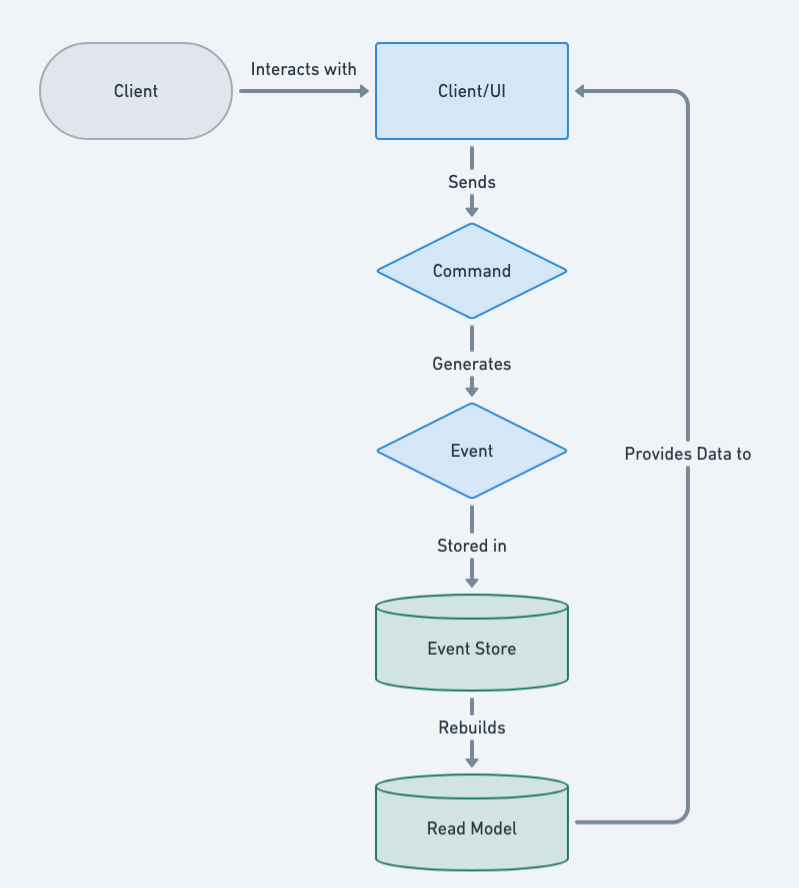 Client
Interacts with
Client/UI
Sends
Command
Generates
Event
Provides Data to
Stored in
Event Store
Rebuilds
Read Model